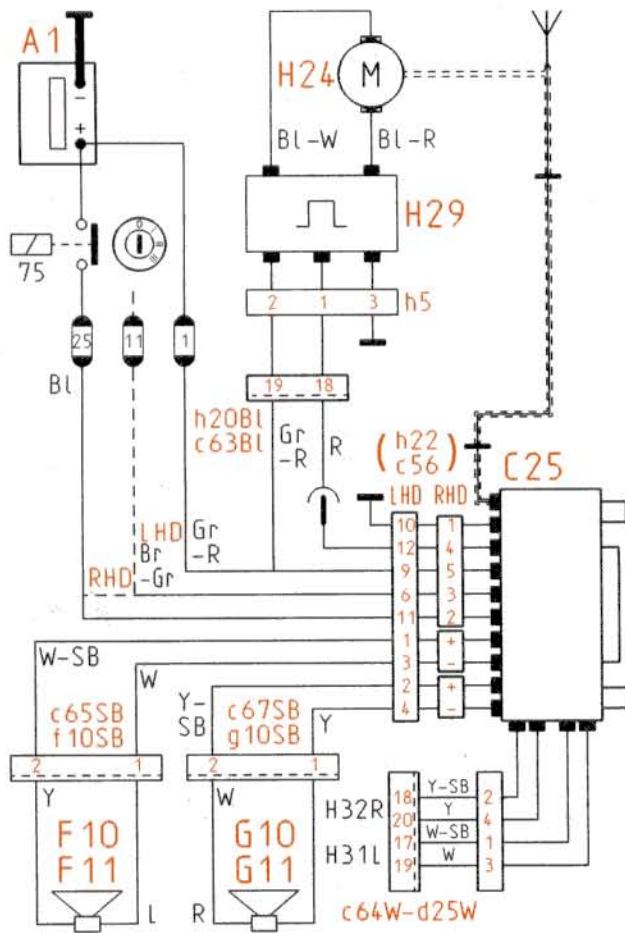 A1
-
+
75
0
I
II
III
25
11
1
Bl
H24
M
Bl-W
Bl-R
H29
2 1 3
h5
19 18
h20Bl
c63Bl
Gr
-R
R
(h22
c56)
C25
LHD RHD
LHD
Br
-Gr
Gr
-R
RHD
10 1
12 4
9 5
6 3
11 2
1 +
3 -
2 +
4 -
W-SB
W
Y-
SB
Y
c65SB
f10SB
2 1
Y
F10
F11
L
c67SB
g10SB
2 1
W
G10
G11
R
H32R
H31L
18 Y-SB 2
20 Y 4
17 W-SB 1
19 W 3
c64W-d25W